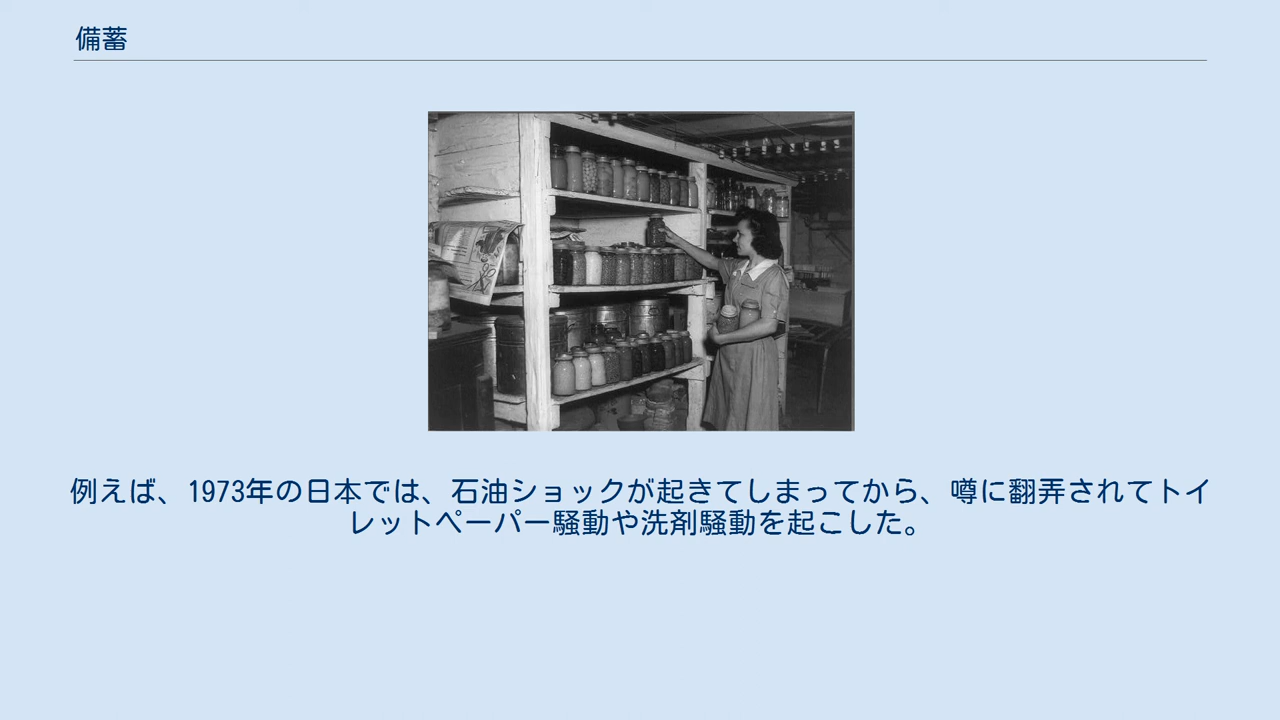 備蓄
例えば、1973年の日本では、石油ショックが起きてしまってから、噂に翻弄されてトイ
レットペーパー騒動や洗剤騒動を起こした。